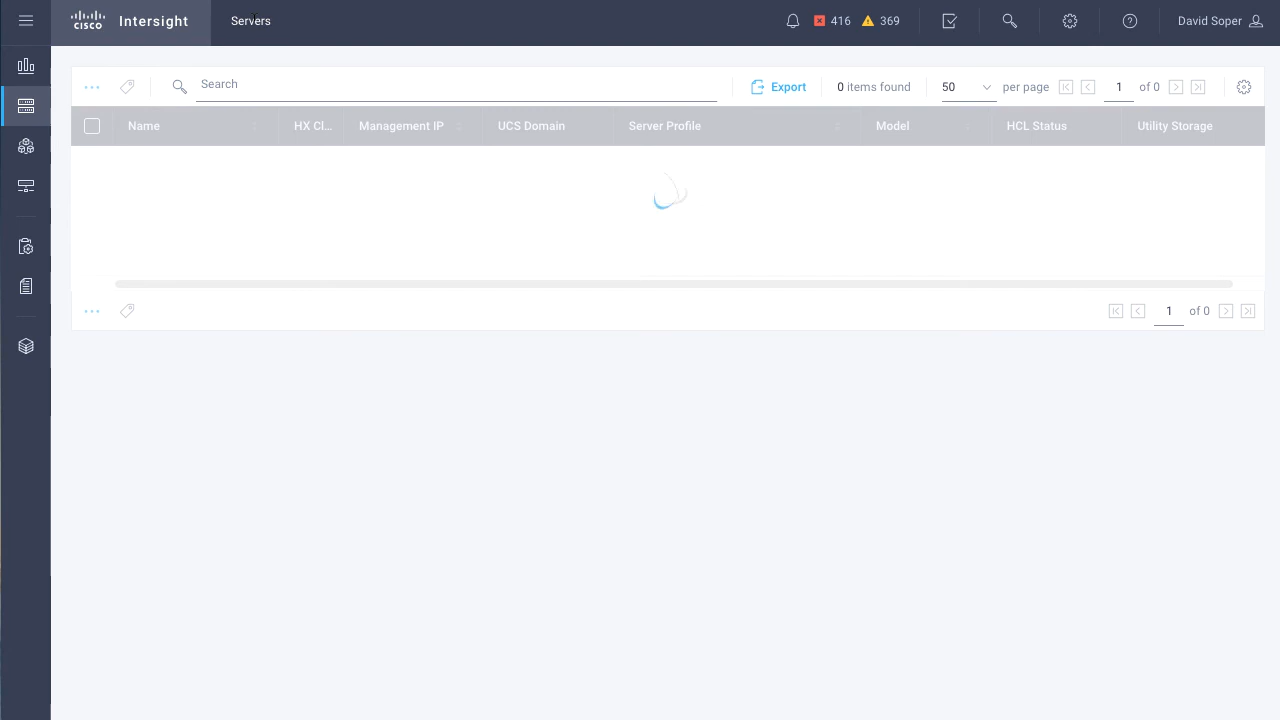 cisco Intersight Servers 416 369 David Soper
Search Export 0 items found 50 per page 1 of 0
Name HX Cl... Management IP UCS Domain Server Profile Model HCL Status Utility Storage
1 of 0